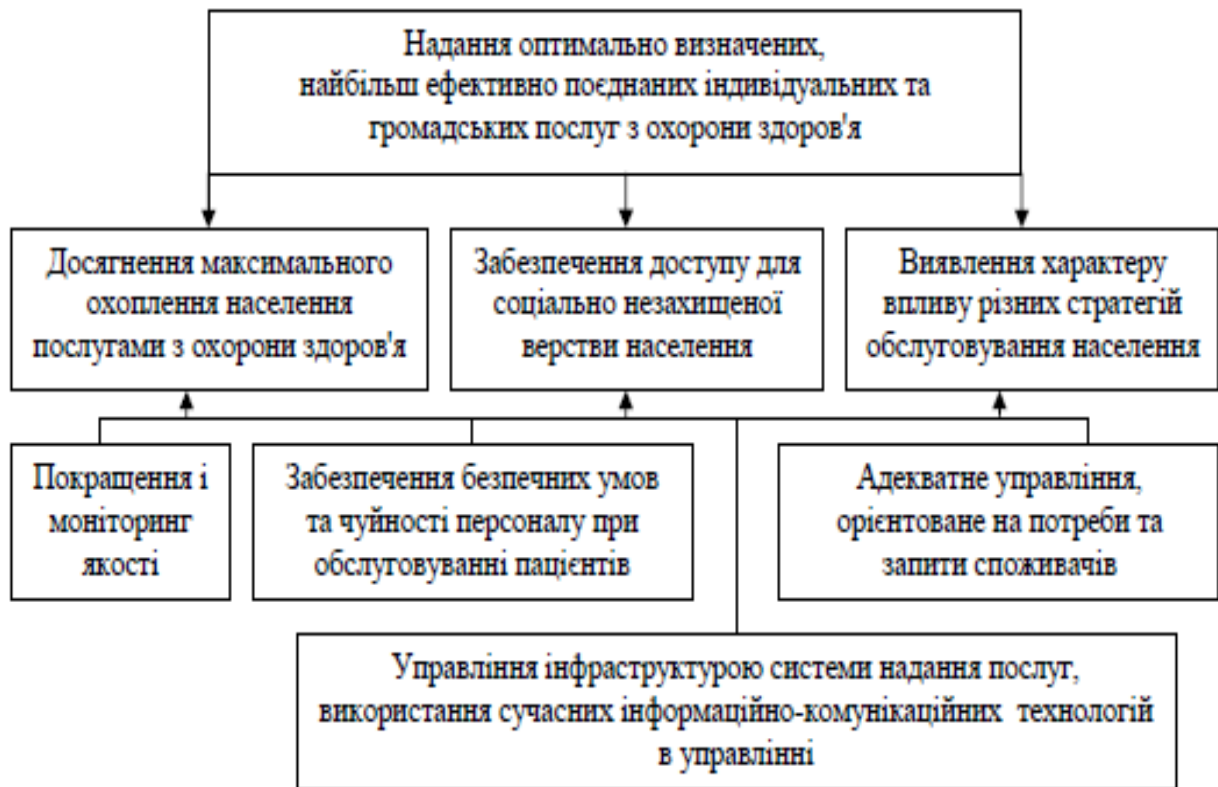 Надання оптимально визначених,
найбільш ефективно поєднаних індивідуальних та
громадських послуг з охорони здоров'я
Досягнення максимального
охоплення населення
послугами з охорони здоров'я
Забезпечення доступу для
соціально незахищеної
верстви населення
Виявлення характеру
впливу різних стратегій
обслуговування населення
Покращення і
моніторинг
якості
Забезпечення безпечних умов
та чуйності персоналу при
обслуговуванні пацієнтів
Адекватне управління,
орієнтоване на потреби та
запити споживачів
Управління інфраструктурою системи надання послуг,
використання сучасних інформаційно-комунікаційних технологій
в управлінні